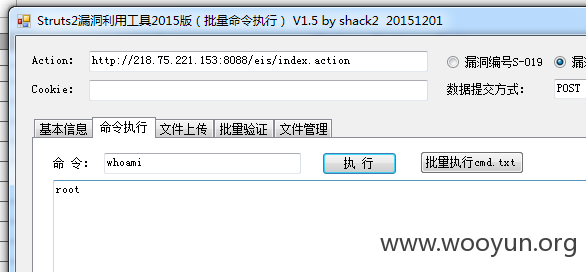 Struts2漏洞利用工具2015版（批量命令执行） V1.5 by shack2 20151201
Action: http://218.75.221.153:8088/eis/index.action 漏洞编号S-019
Cookie: 数据提交方式: POST
基本信息 命令执行 文件上传 批量验证 文件管理
命 令: whoami 执 行 批量执行cmd.txt
root
www.wooyun.org